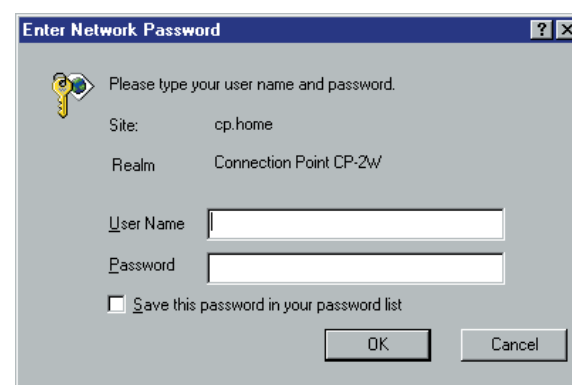 Enter Network Password
Please type your user name and password.
Site: cp.home
Realm Connection Point CP-2W
User Name
Password
Save this password in your password list
OK Cancel